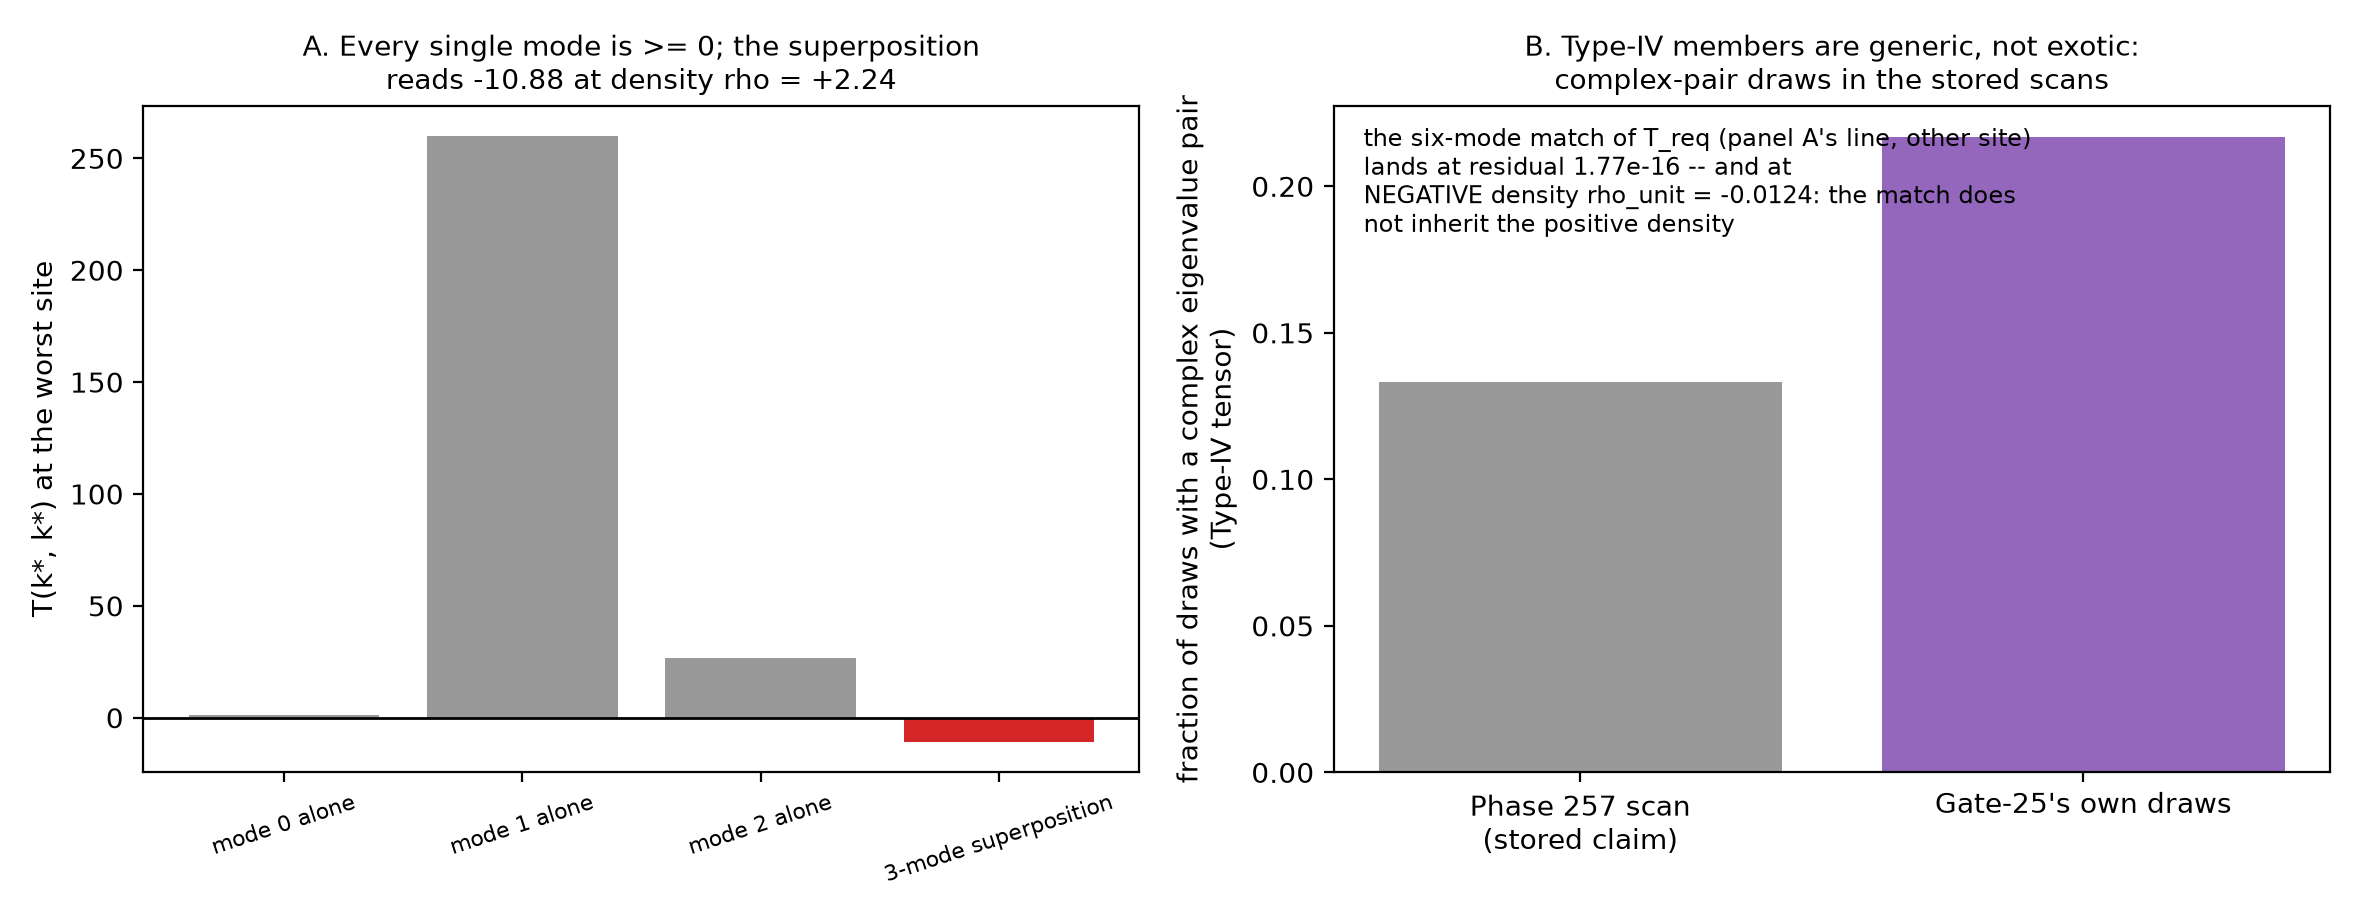 A. Every single mode is >= 0; the superposition
reads -10.88 at density rho = +2.24
T(k*, k*) at the worst site
250
200
150
100
50
0
mode 0 alone
mode 1 alone
mode 2 alone
3-mode superposition
B. Type-IV members are generic, not exotic:
complex-pair draws in the stored scans
fraction of draws with a complex eigenvalue pair
(Type-IV tensor)
the six-mode match of T_req (panel A's line, other site)
lands at residual 1.77e-16 -- and at
NEGATIVE density rho_unit = -0.0124: the match does
not inherit the positive density
0.20
0.15
0.10
0.05
0.00
Phase 257 scan
(stored claim)
Gate-25's own draws